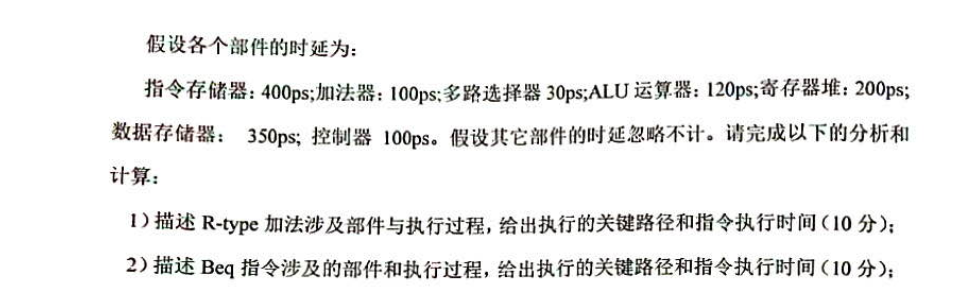 假设各个部件的时延为：
指令存储器：400ps;加法器：100ps;多路选择器 30ps;ALU 运算器：120ps;寄存器堆：200ps;
数据存储器： 350ps; 控制器 100ps。假设其它部件的时延忽略不计。请完成以下的分析和
计算：
1）描述 R-type 加法涉及部件与执行过程，给出执行的关键路径和指令执行时间（10 分）；
2）描述 Beq 指令涉及的部件和执行过程，给出执行的关键路径和指令执行时间（10 分）；